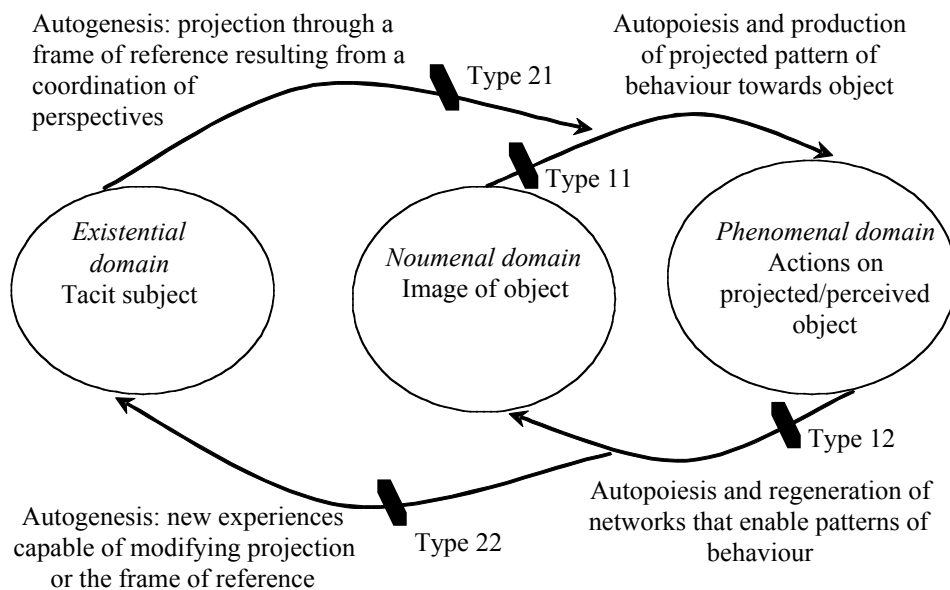 Autogenesis: projection through a
frame of reference resulting from a
coordination of
perspectives
Type 21
Autopoiesis and production
of projected pattern of
behaviour towards object
Type 11
Existential
domain
Tacit subject
Noumenal domain
Image of object
Phenomenal domain
Actions on
projected/perceived
object
Type 12
Autopoiesis and regeneration of
networks that enable patterns of
behaviour
Type 22
Autogenesis: new experiences
capable of modifying projection
or the frame of reference